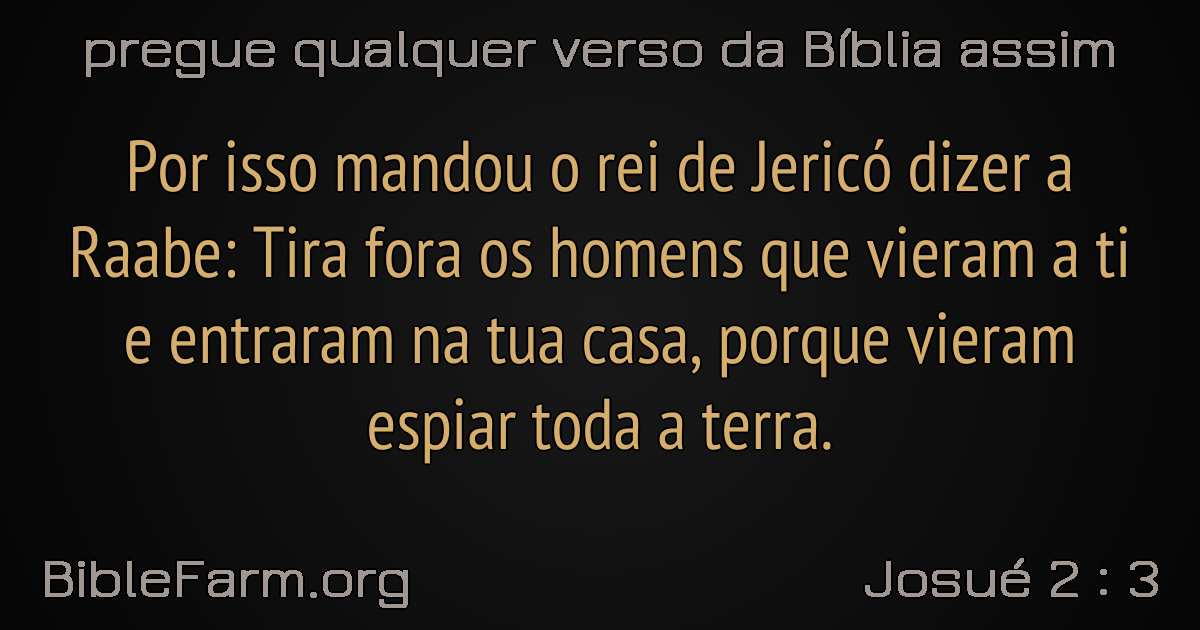 pregue qualquer verso da Bíblia assim
Por isso mandou o rei de Jericó dizer a
Raabe: Tira fora os homens que vieram a ti
e entraram na tua casa, porque vieram
espiar toda a terra.
BibleFarm.org
Josué 2 : 3